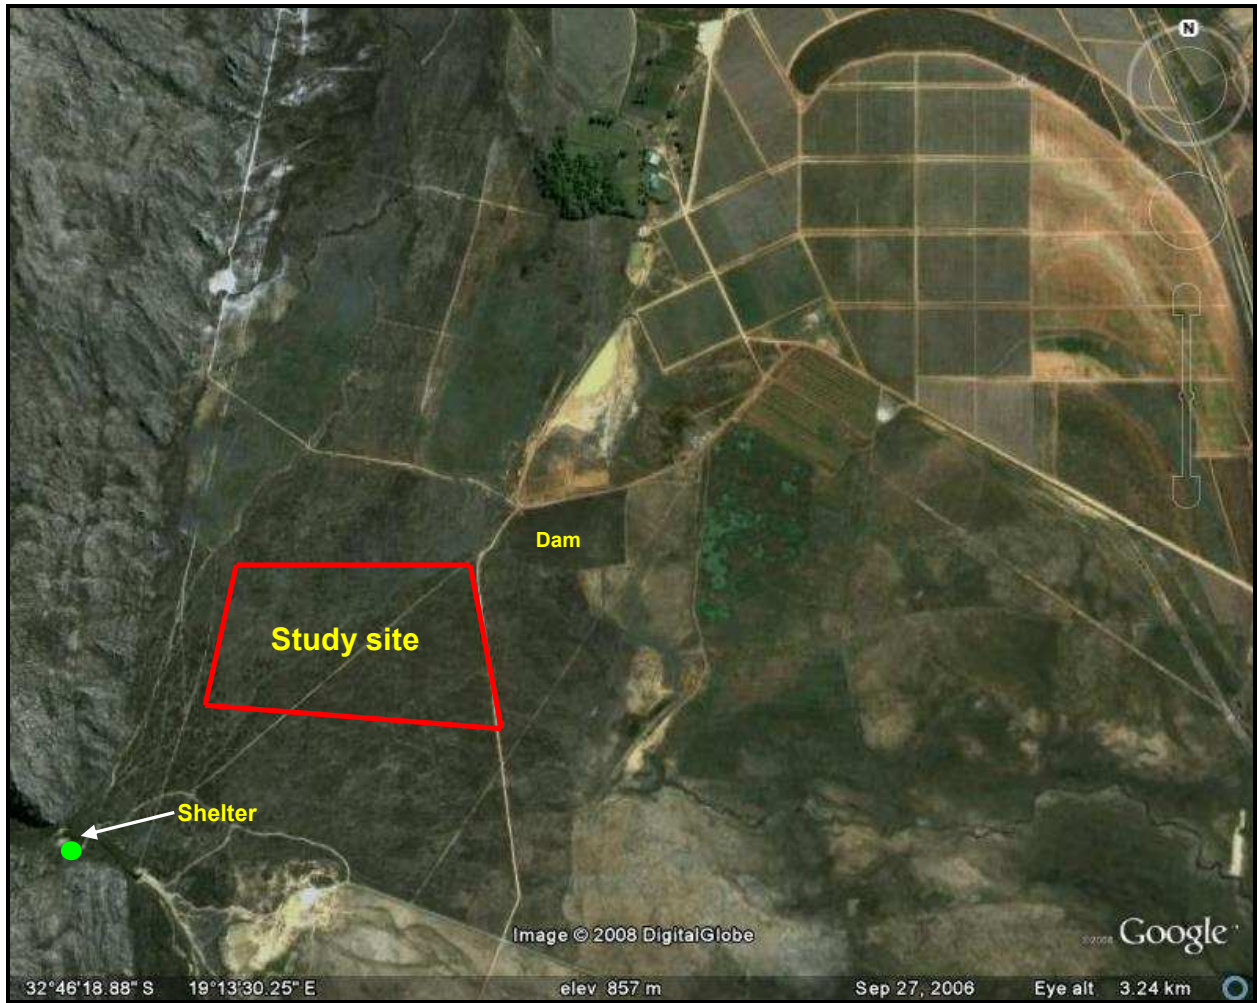 N
Dam
Study site
Shelter
Image © 2008 DigitalGlobe
©2008 Google
32°46'18.88" S 19°13'30.25" E elev 857 m Sep 27, 2006 Eye alt 3.24 km